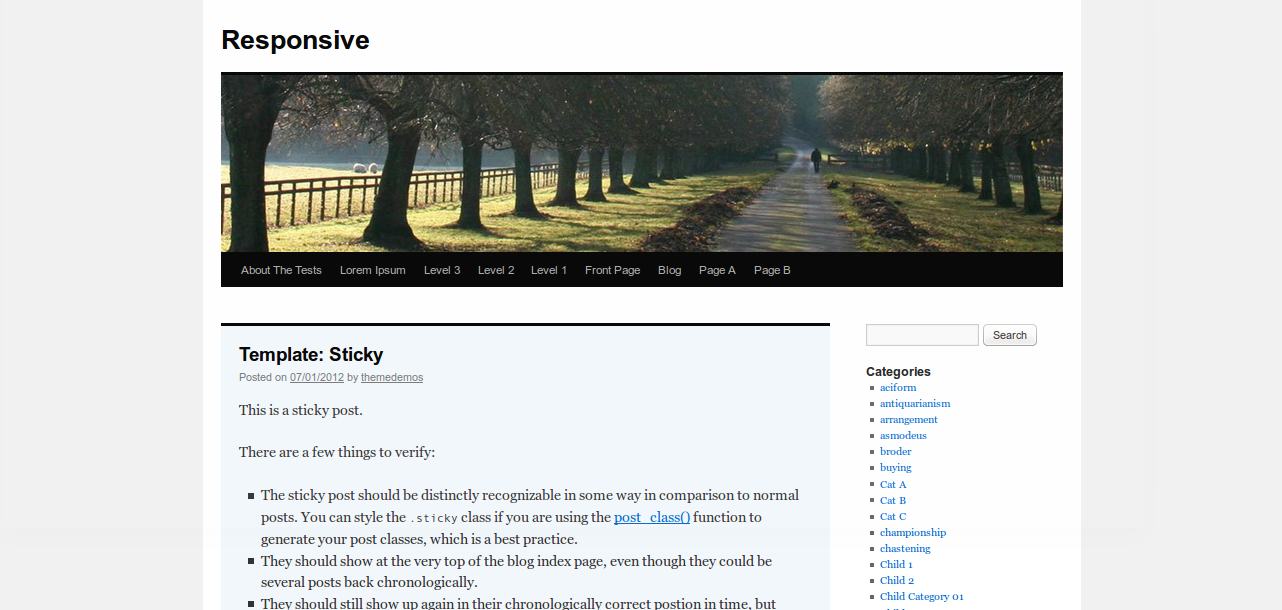 Responsive
About The Tests Lorem Ipsum Level 3 Level 2 Level 1 Front Page Blog Page A Page B
Template: Sticky
Posted on 07/01/2012 by themedemos
This is a sticky post.
There are a few things to verify:
The sticky post should be distinctly recognizable in some way in comparison to normal
posts. You can style the .sticky class if you are using the post_class() function to
generate your post classes, which is a best practice.
They should show at the very top of the blog index page, even though they could be
several posts back chronologically.
They should still show up again in their chronologically correct postion in time, but
Search
Categories
aciform
antiquarianism
arrangement
asmodeus
broder
buying
Cat A
Cat B
Cat C
championship
chastening
Child 1
Child 2
Child Category 01